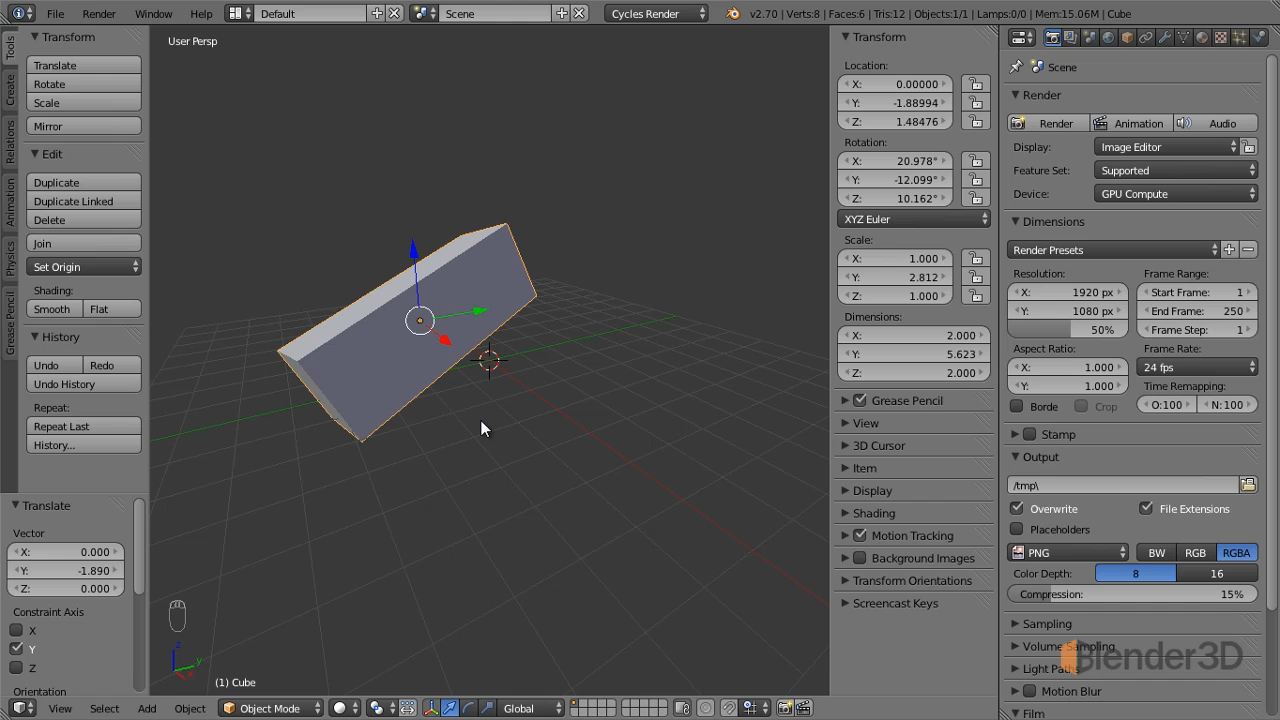 File Render Window Help Default Scene Cycles Render v2.70 | Verts:8 | Faces:6 | Tris:12 | Objects:1/1 | Lamps:0/0 | Mem:15.06M | Cube
Tools
Create
Relations
Animation
Physics
Grease Pencil
Transform
Translate
Rotate
Scale
Mirror
Edit
Duplicate
Duplicate Linked
Delete
Join
Set Origin
Shading:
Smooth Flat
History
Undo Redo
Undo History
Repeat:
Repeat Last
History...
Translate
Vector
X: 0.000
Y: -1.890
Z: 0.000
Constraint Axis
X
Y
Z
Orientation
User Persp
z
y
x
(1) Cube
View Select Add Object Object Mode Global
Transform
Location:
X: 0.00000
Y: -1.88994
Z: 1.48476
Rotation:
X: 20.978°
Y: -12.099°
Z: 10.162°
XYZ Euler
Scale:
X: 1.000
Y: 2.812
Z: 1.000
Dimensions:
X: 2.000
Y: 5.623
Z: 2.000
Grease Pencil
View
3D Cursor
Item
Display
Shading
Motion Tracking
Background Images
Transform Orientations
Screencast Keys
Scene
Render
Render Animation Audio
Display: Image Editor
Feature Set: Supported
Device: GPU Compute
Dimensions
Render Presets
Resolution: Frame Range:
X: 1920 px Start Frame: 1
Y: 1080 px End Frame: 250
50% Frame Step: 1
Aspect Ratio: Frame Rate:
X: 1.000 24 fps
Y: 1.000 Time Remapping:
Borde Crop O:100 N:100
Stamp
Output
/tmp\
Overwrite File Extensions
Placeholders
PNG BW RGB RGBA
Color Depth: 8 16
Compression: 15%
Sampling
Volume Sampling
Light Paths
Blender3D
Motion Blur
Film